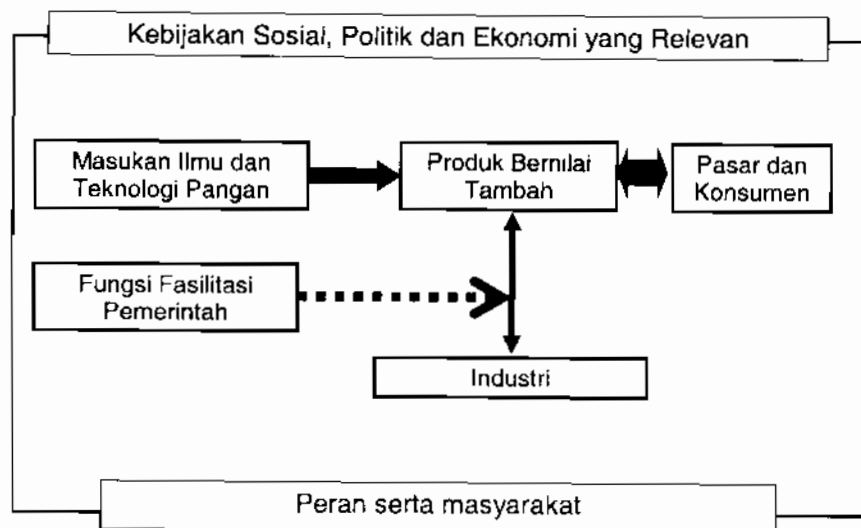 Kebijakan Sosial, Politik dan Ekonomi yang Relevan
Masukan Ilmu dan
Teknologi Pangan
Produk Bernilai
Tambah
Pasar dan
Konsumen
Fungsi Fasilitasi
Pemerintah
Industri
Peran serta masyarakat